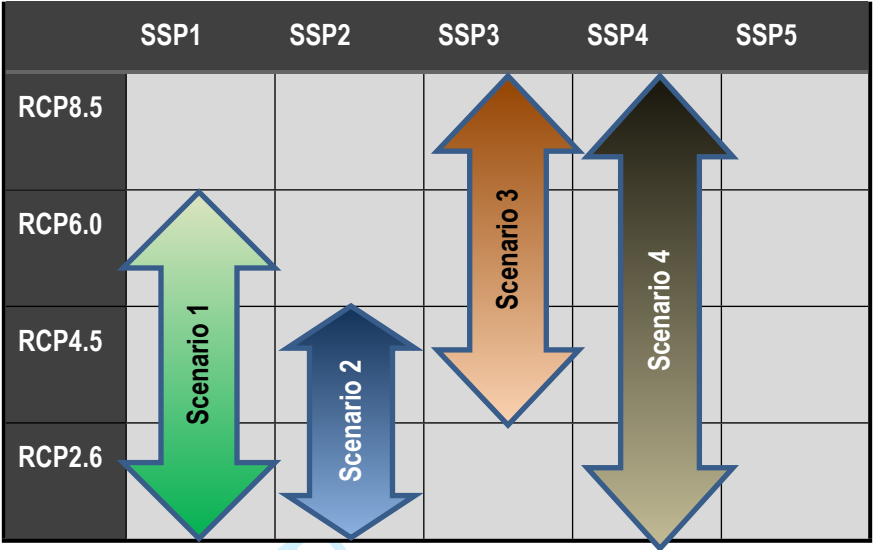 SSP1 SSP2 SSP3 SSP4 SSP5
RCP8.5
RCP6.0
RCP4.5
RCP2.6
Scenario 1
Scenario 2
Scenario 3
Scenario 4